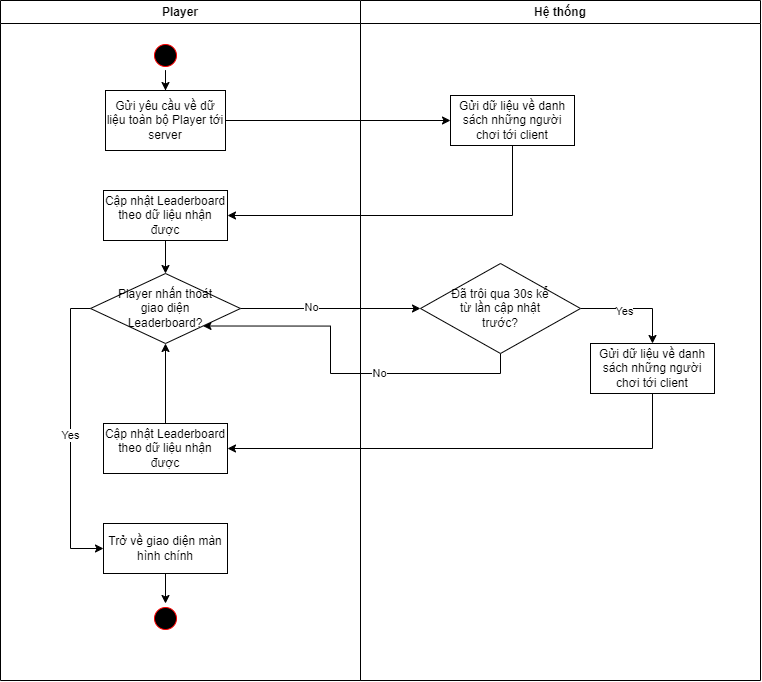 Player
Hệ thống
Gửi yêu cầu về dữ
liệu toàn bộ Player tới
server
Gửi dữ liệu về danh
sách những người
chơi tới client
Cập nhật Leaderboard
theo dữ liệu nhận
được
Player nhấn thoát
giao diện
Leaderboard?
No
Đã trôi qua 30s kể
từ lần cập nhật
trước?
Yes
Gửi dữ liệu về danh
sách những người
chơi tới client
No
Yes
Cập nhật Leaderboard
theo dữ liệu nhận
được
Trở về giao diện màn
hình chính